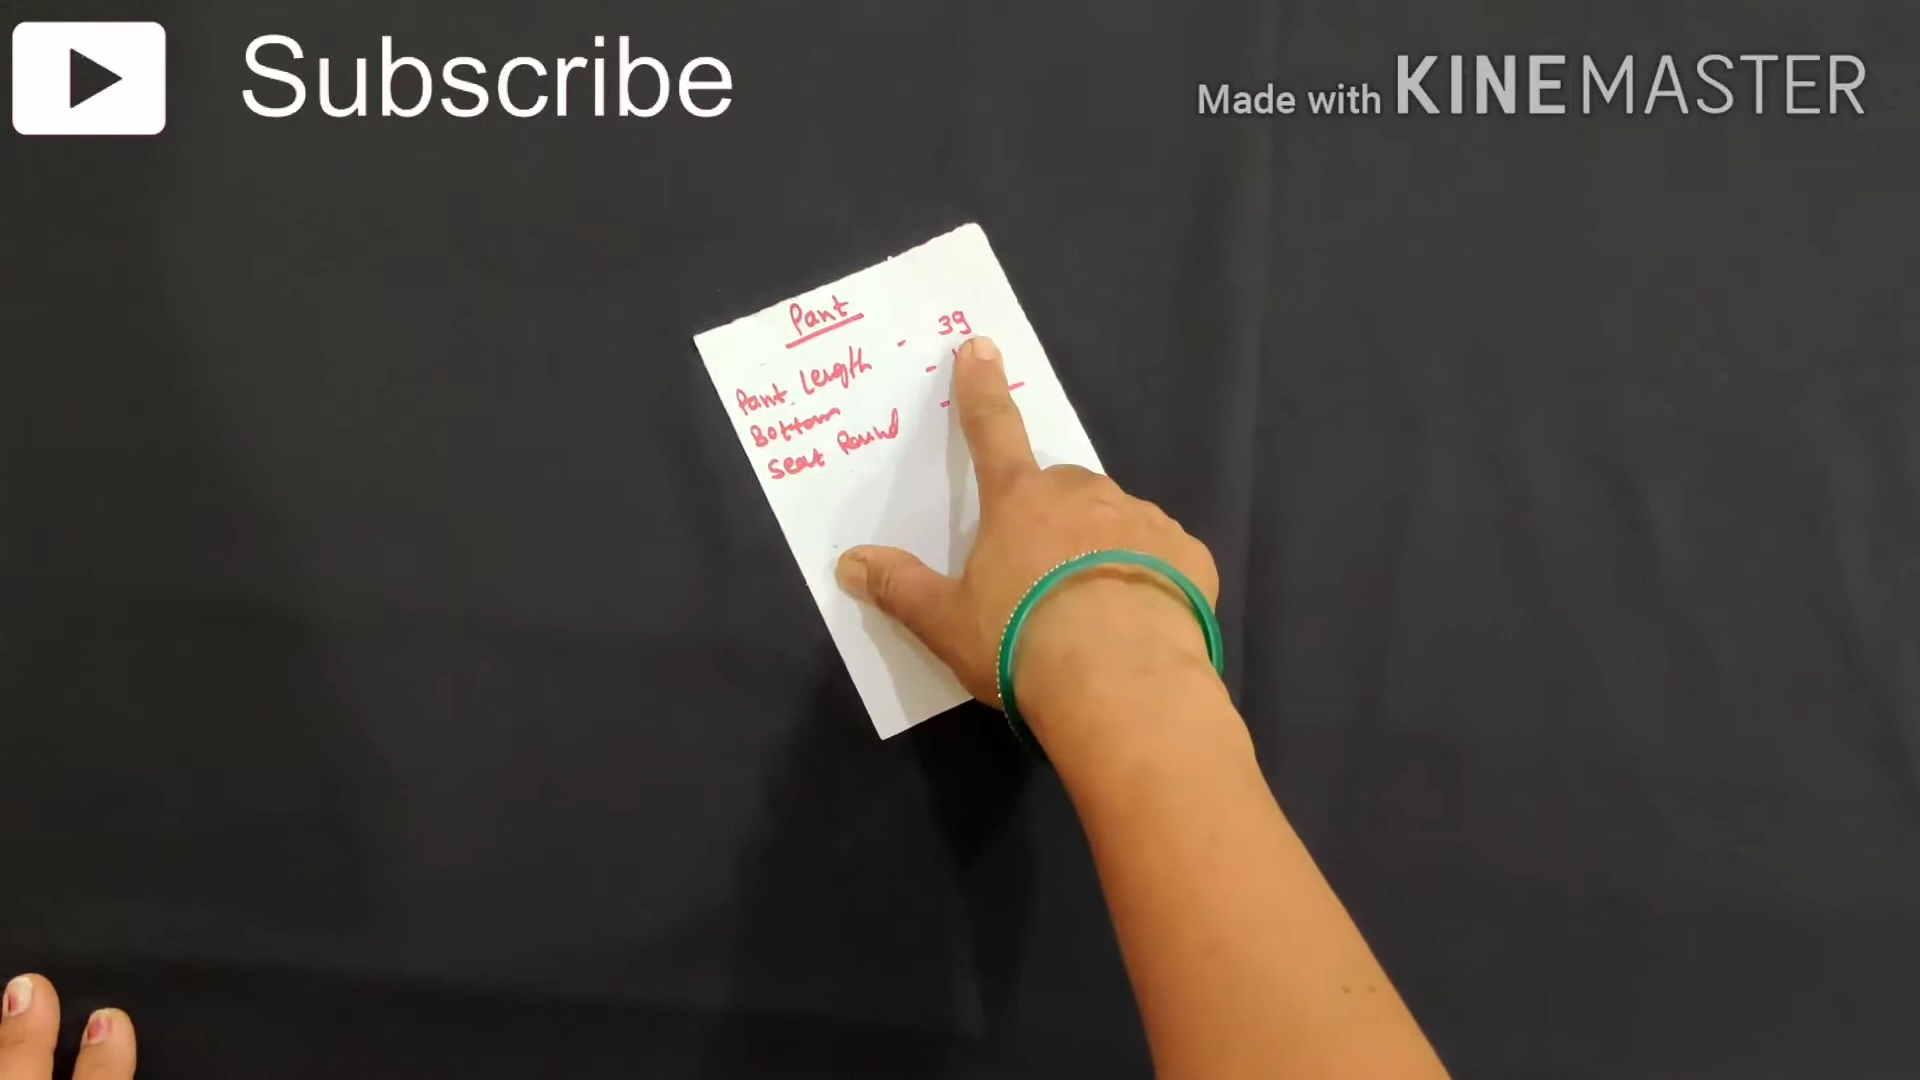 Subscribe
Made with KINEMASTER
Pant
Pant Length - 39
Bottom -
Seat Round -